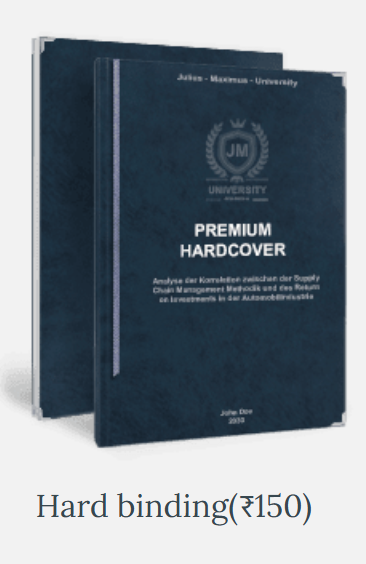 Julius - Maximus - University
JM
UNIVERSITY
PREMIUM
HARDCOVER
Analyse der Korrelation zwischen der Supply
Chain Management Methodik und des Return
on Investments in der Automobilindustrie
John Doe
Hard binding(₹150)